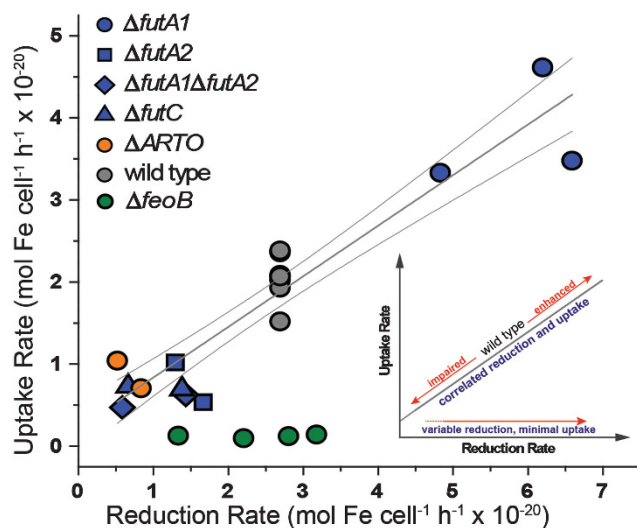 ΔfutA1
ΔfutA2
ΔfutA1ΔfutA2
ΔfutC
ΔARTO
wild type
ΔfeoB
Uptake Rate (mol Fe cell⁻¹ h⁻¹ x 10⁻²⁰)
5
4
3
2
1
0
0 1 2 3 4 5 6 7
Reduction Rate (mol Fe cell⁻¹ h⁻¹ x 10⁻²⁰)
Uptake Rate
impaired
wild type
enhanced
correlated reduction and uptake
variable reduction, minimal uptake
Reduction Rate